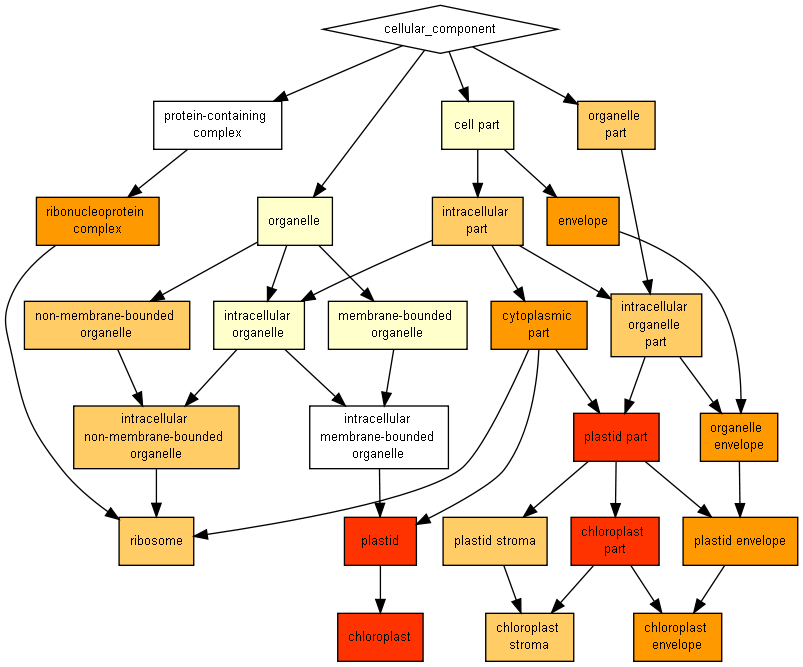 cellular_component
protein-containing
complex
cell part
organelle
part
ribonucleoprotein
complex
organelle
intracellular
part
envelope
non-membrane-bounded
organelle
intracellular
organelle
membrane-bounded
organelle
cytoplasmic
part
intracellular
organelle
part
intracellular
non-membrane-bounded
organelle
intracellular
membrane-bounded
organelle
plastid part
organelle
envelope
ribosome
plastid
plastid stroma
chloroplast
part
plastid envelope
chloroplast
chloroplast
stroma
chloroplast
envelope